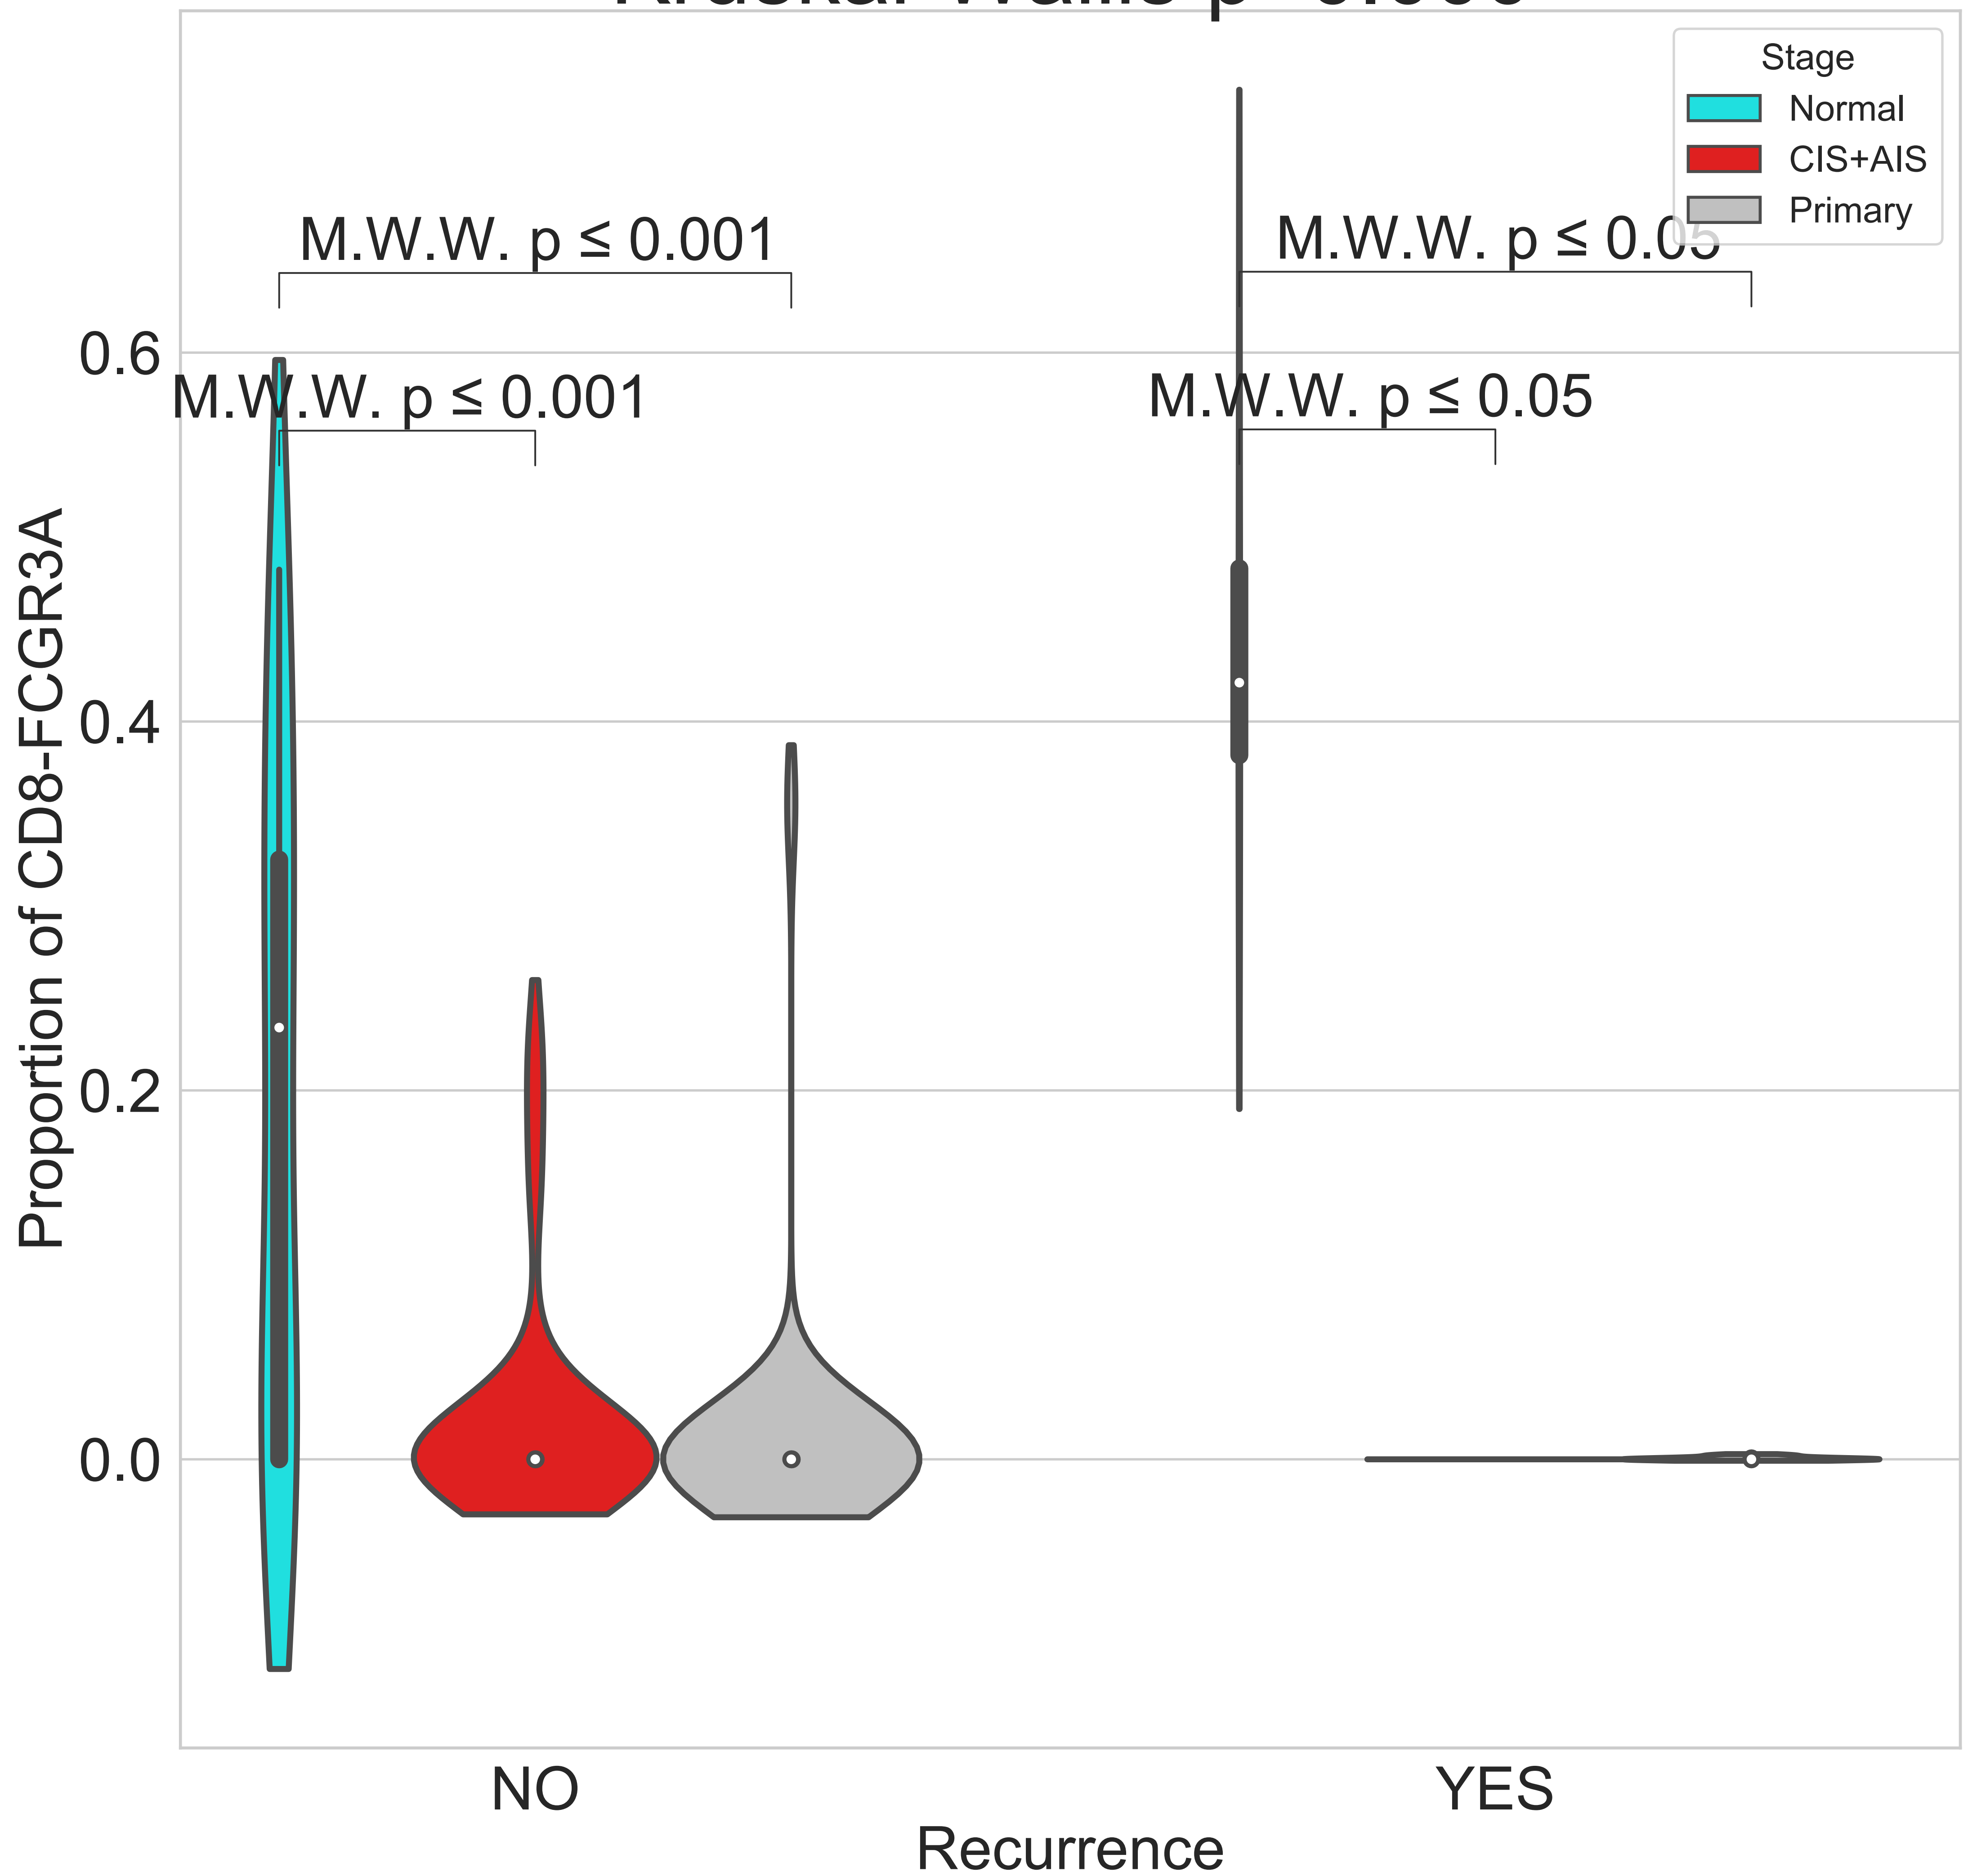 Stage
Normal
CIS+AIS
Primary
M.W.W. p ≤ 0.001
M.W.W. p ≤ 0.05
M.W.W. p ≤ 0.001
M.W.W. p ≤ 0.05
0.6
0.4
0.2
0.0
Proportion of CD8-FCGR3A
NO
YES
Recurrence